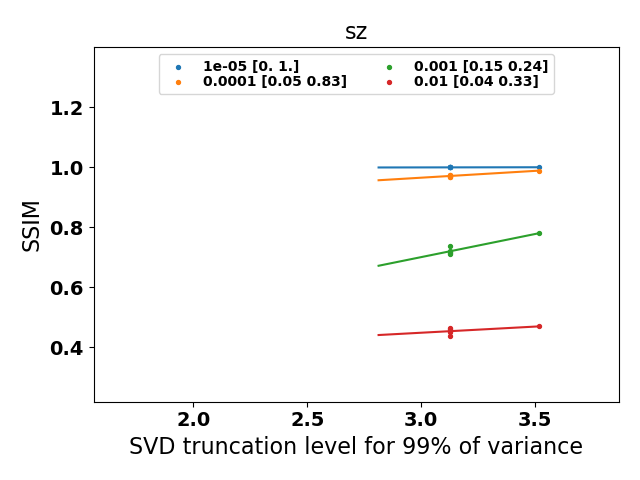 sz
1e-05 [0. 1.]
0.0001 [0.05 0.83]
0.001 [0.15 0.24]
0.01 [0.04 0.33]
1.2
1.0
0.8
0.6
0.4
SSIM
2.0 2.5 3.0 3.5
SVD truncation level for 99% of variance